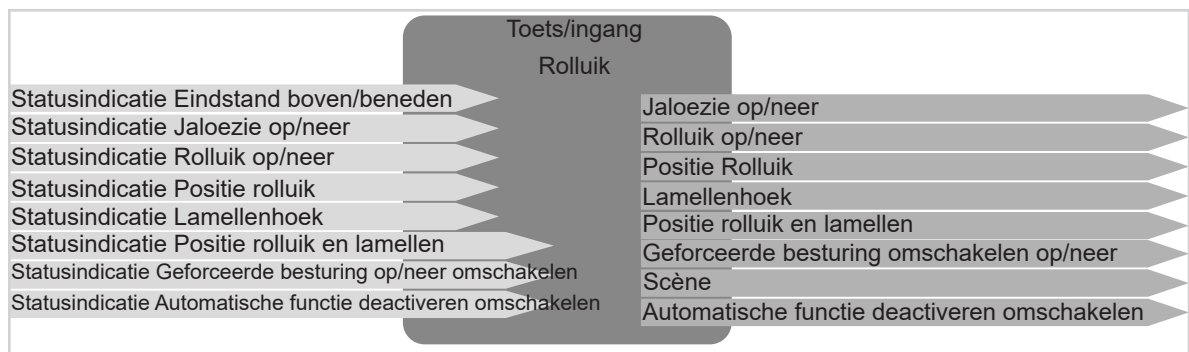 Toets/ingang
Rolluik
Statusindicatie Eindstand boven/beneden
Statusindicatie Jaloezie op/neer
Statusindicatie Rolluik op/neer
Statusindicatie Positie rolluik
Statusindicatie Lamellenhoek
Statusindicatie Positie rolluik en lamellen
Statusindicatie Geforceerde besturing op/neer omschakelen
Statusindicatie Automatische functie deactiveren omschakelen
Jaloezie op/neer
Rolluik op/neer
Positie Rolluik
Lamellenhoek
Positie rolluik en lamellen
Geforceerde besturing omschakelen op/neer
Scène
Automatische functie deactiveren omschakelen